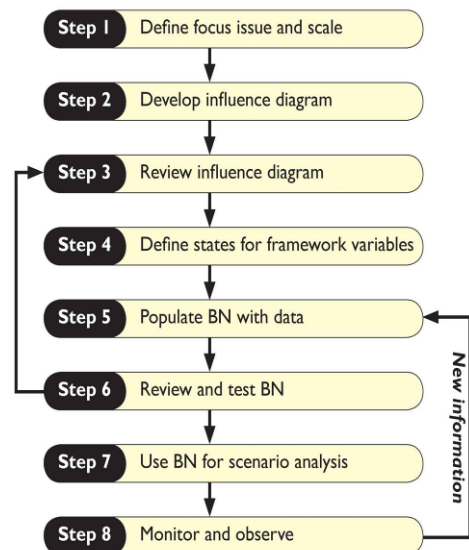 Step 1 Define focus issue and scale
Step 2 Develop influence diagram
Step 3 Review influence diagram
Step 4 Define states for framework variables
Step 5 Populate BN with data
Step 6 Review and test BN
Step 7 Use BN for scenario analysis
Step 8 Monitor and observe
New information